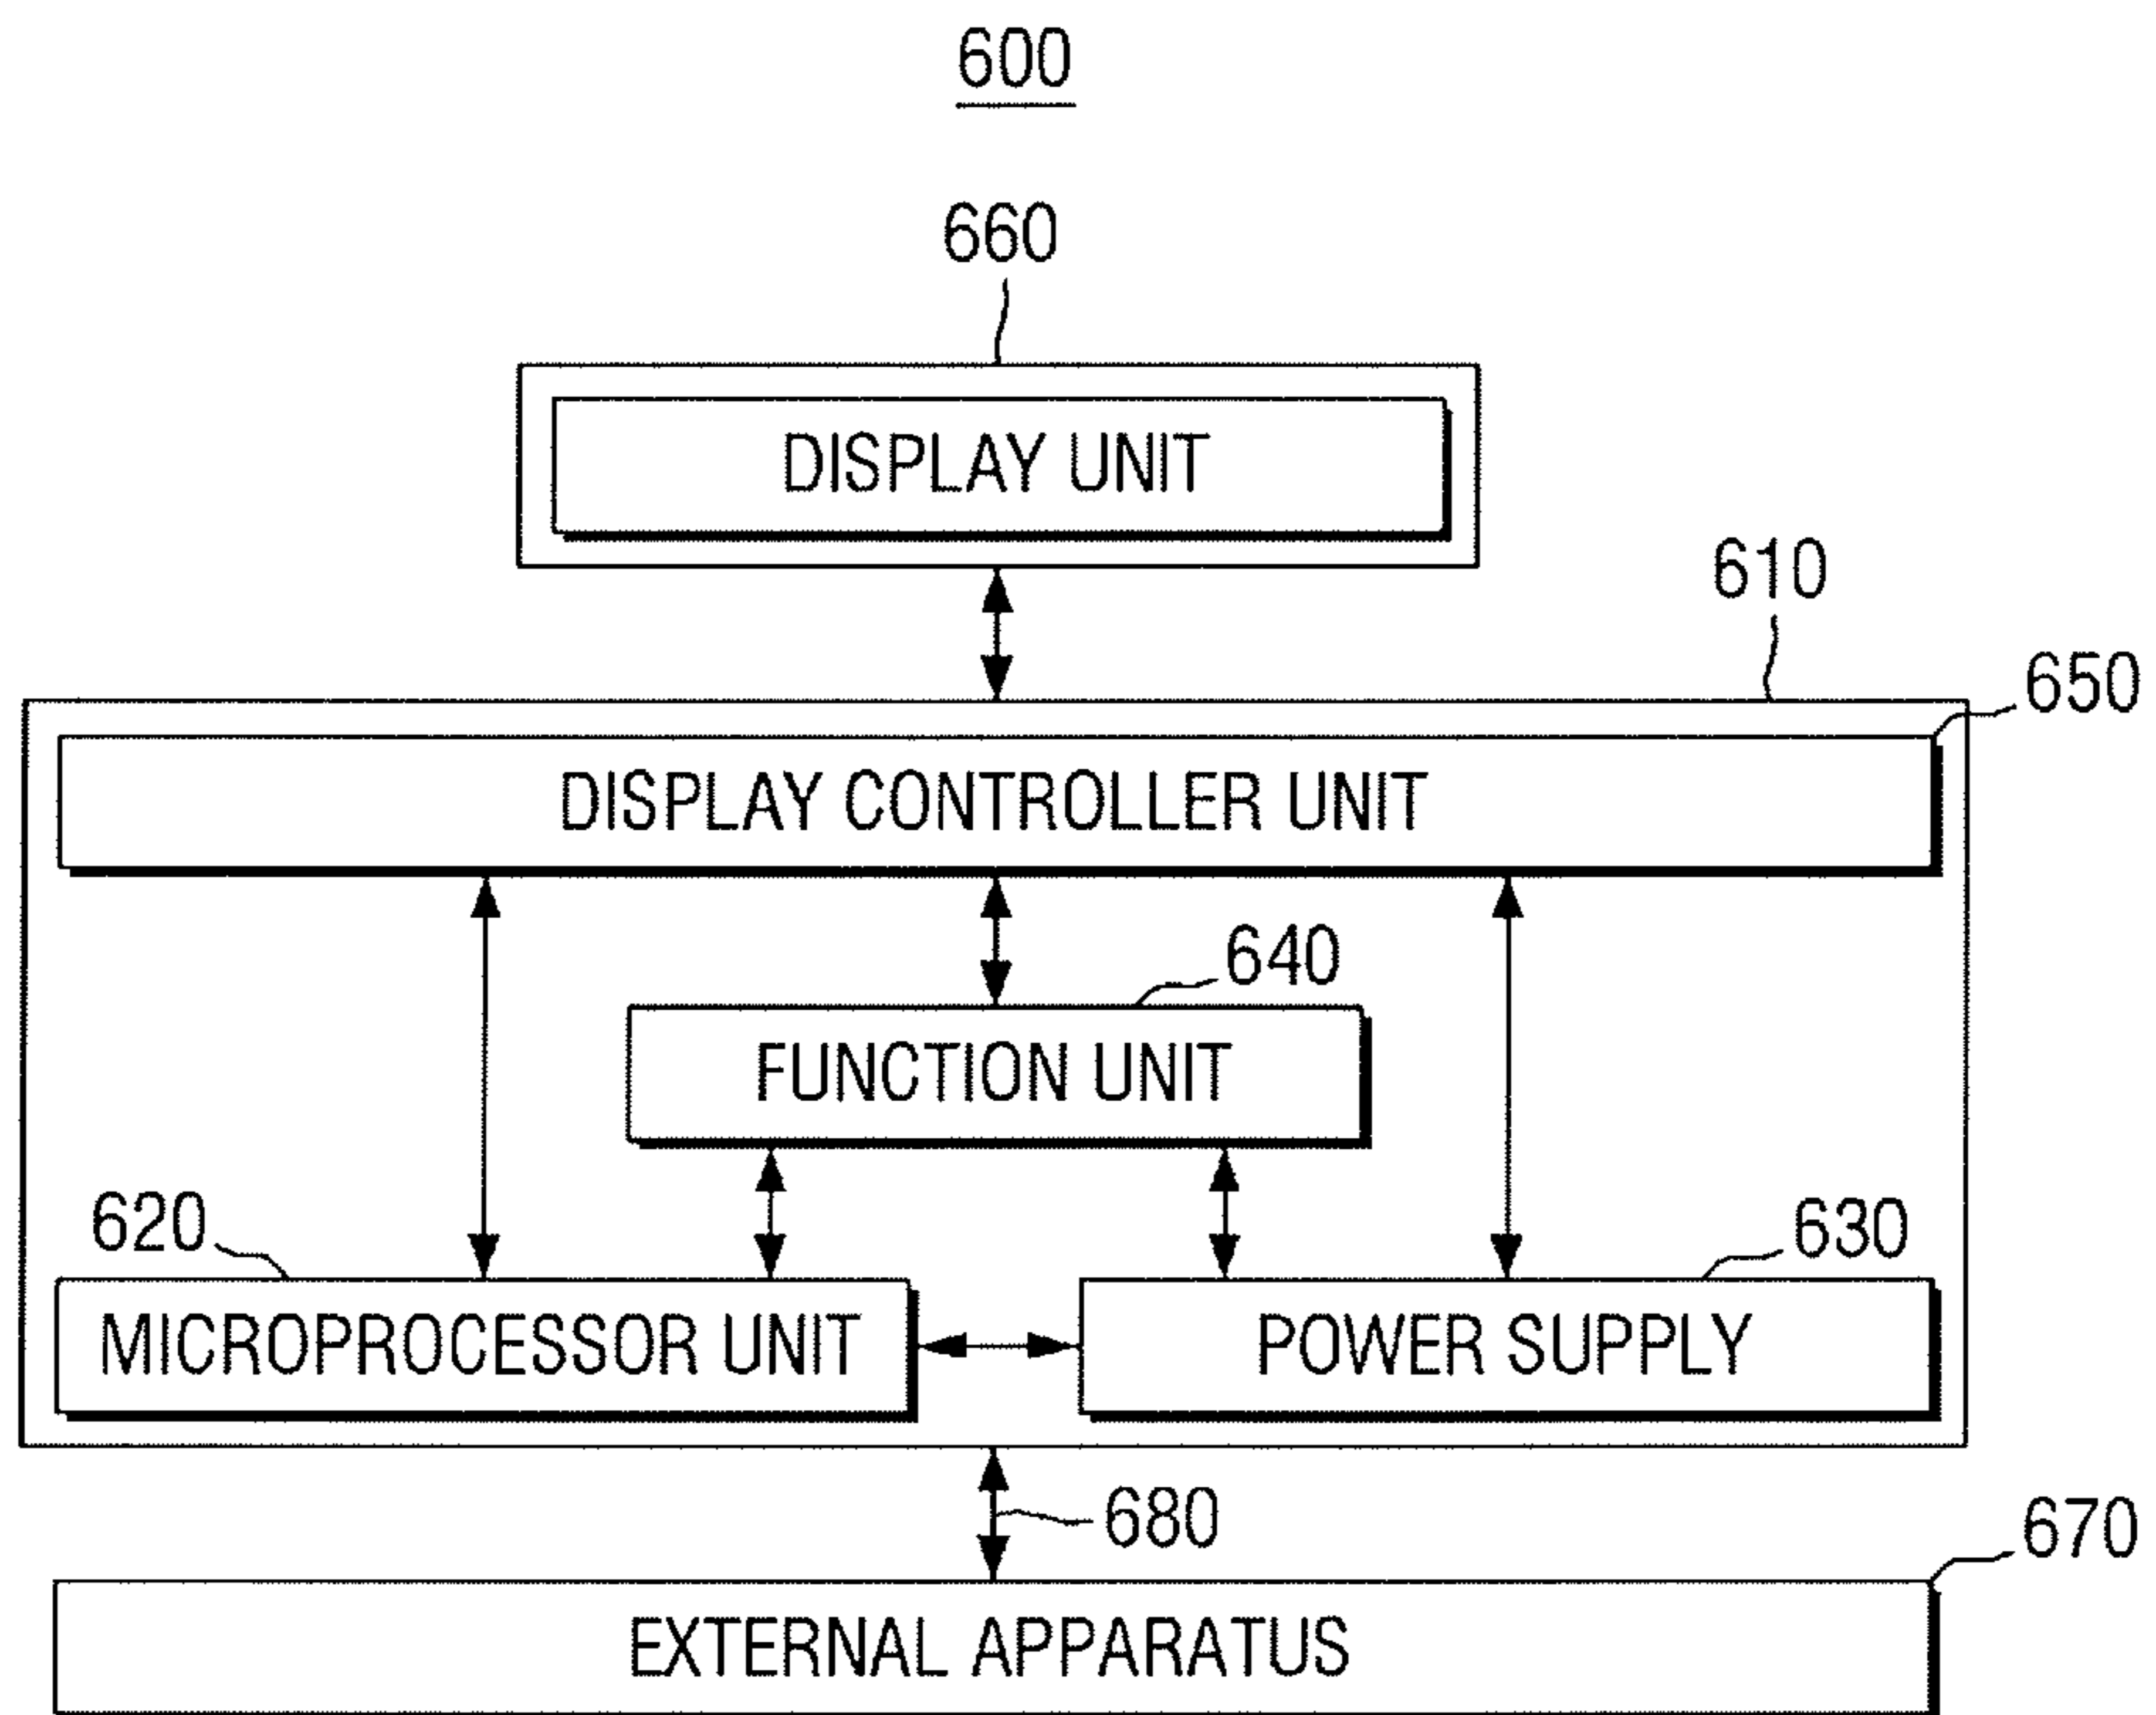 600
660
DISPLAY UNIT
610
650
DISPLAY CONTROLLER UNIT
640
FUNCTION UNIT
620
630
MICROPROCESSOR UNIT
POWER SUPPLY
680
670
EXTERNAL APPARATUS